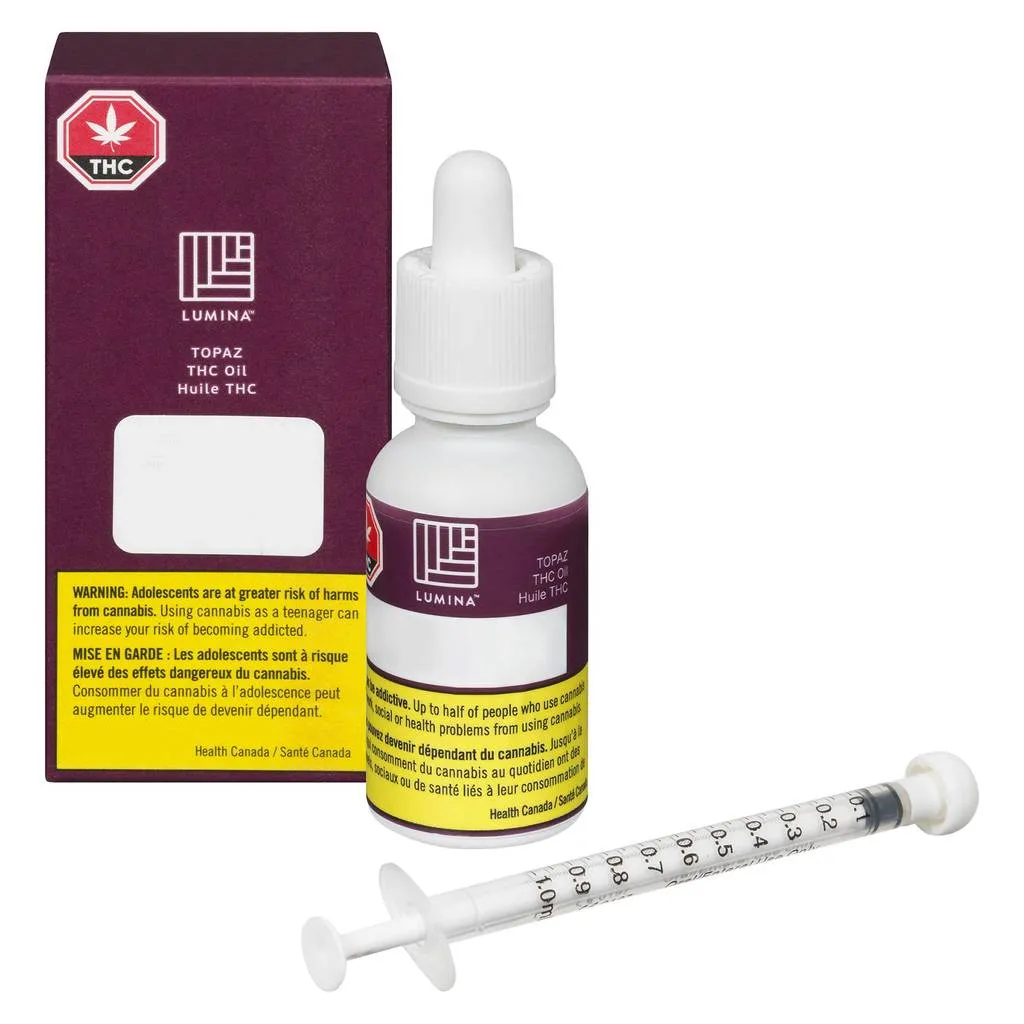 THC
LUMINA™
TOPAZ
THC Oil
Huile THC
WARNING: Adolescents are at greater risk of harms
from cannabis. Using cannabis as a teenager can
increase your risk of becoming addicted.
MISE EN GARDE : Les adolescents sont à risque
élevé des effets dangereux du cannabis.
Consommer du cannabis à l'adolescence peut
augmenter le risque de devenir dépendant.
Health Canada / Santé Canada
LUMINA™
TOPAZ
THC Oil
Huile THC
be addictive. Up to half of people who use cannabis
social or health problems from using cannabis.
devenir dépendant du cannabis. Jusqu'à la
consomment du cannabis au quotidien ont des
sociaux ou de santé liés à leur consommation de
Health Canada / Santé
0.1
0.2
0.3
0.4
0.5
0.6
0.7
0.8
0.9
1.0m